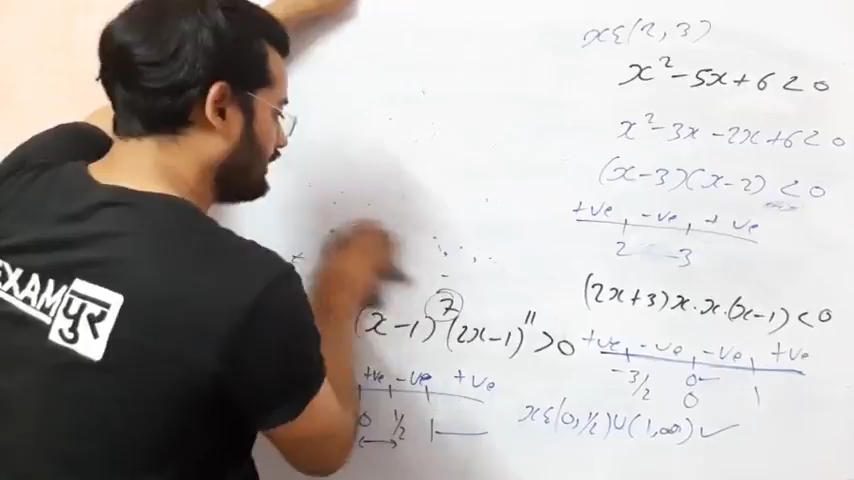 x ε (2, 3)
x² - 5x + 6 < 0
x² - 3x - 2x + 6 < 0
(x-3)(x-2) < 0
+ve -ve + ve
2 3
(2x+3)x.x.(x-1) < 0
+ve -ve -ve +ve
-3/2 0 1
0
(x-1)⁷ (2x-1)¹¹ > 0
+ve -ve +ve
0 1/2 1
x ε (0, 1/2) ∪ (1, ∞) ✓
EXAM पुर